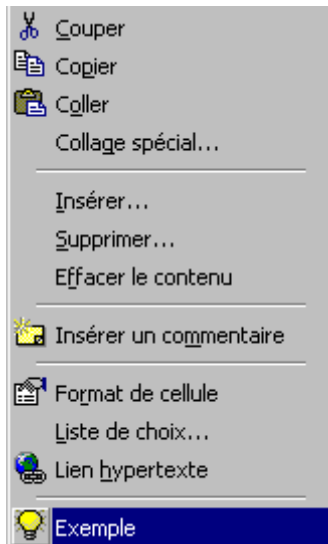 Couper
Copier
Coller
Collage spécial...
Insérer...
Supprimer...
Effacer le contenu
Insérer un commentaire
Format de cellule
Liste de choix...
Lien hypertexte
Exemple